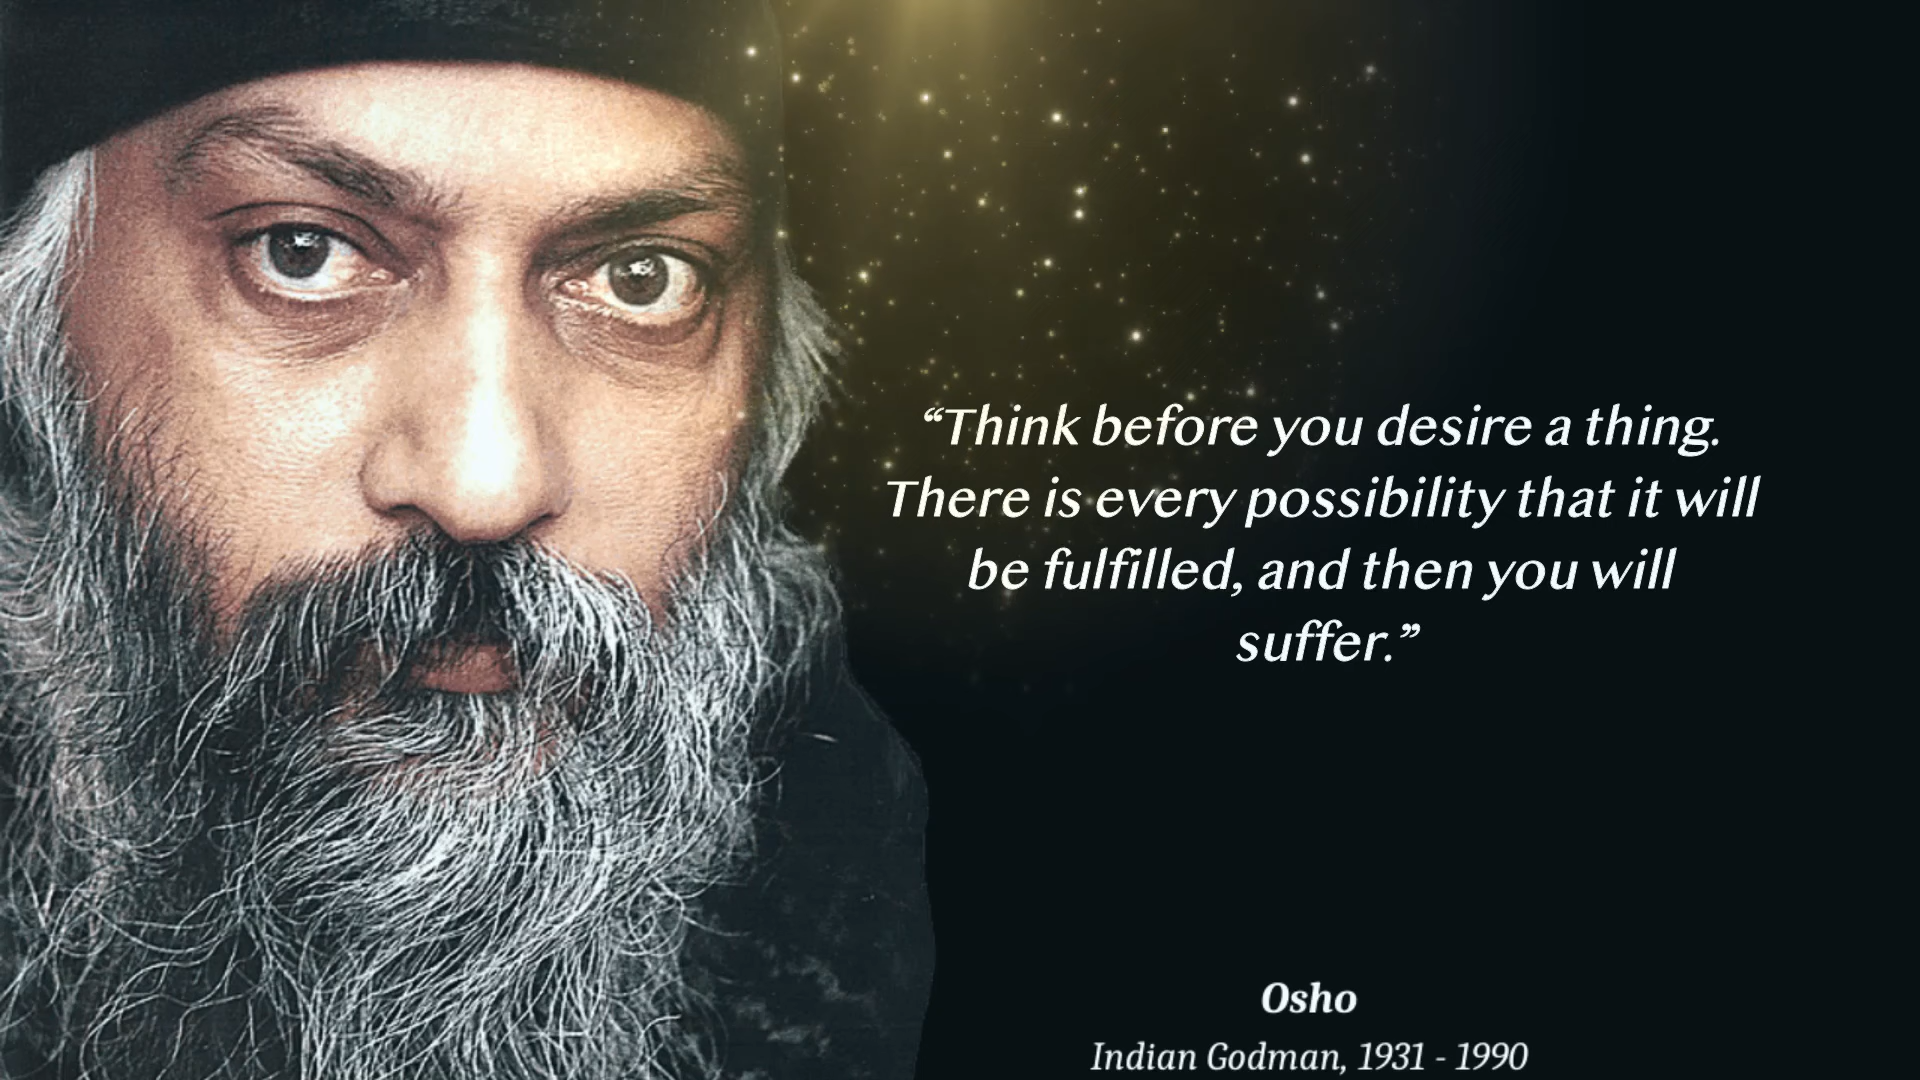 “Think before you desire a thing.
There is every possibility that it will
be fulfilled, and then you will
suffer.”
Osho
Indian Godman, 1931 - 1990